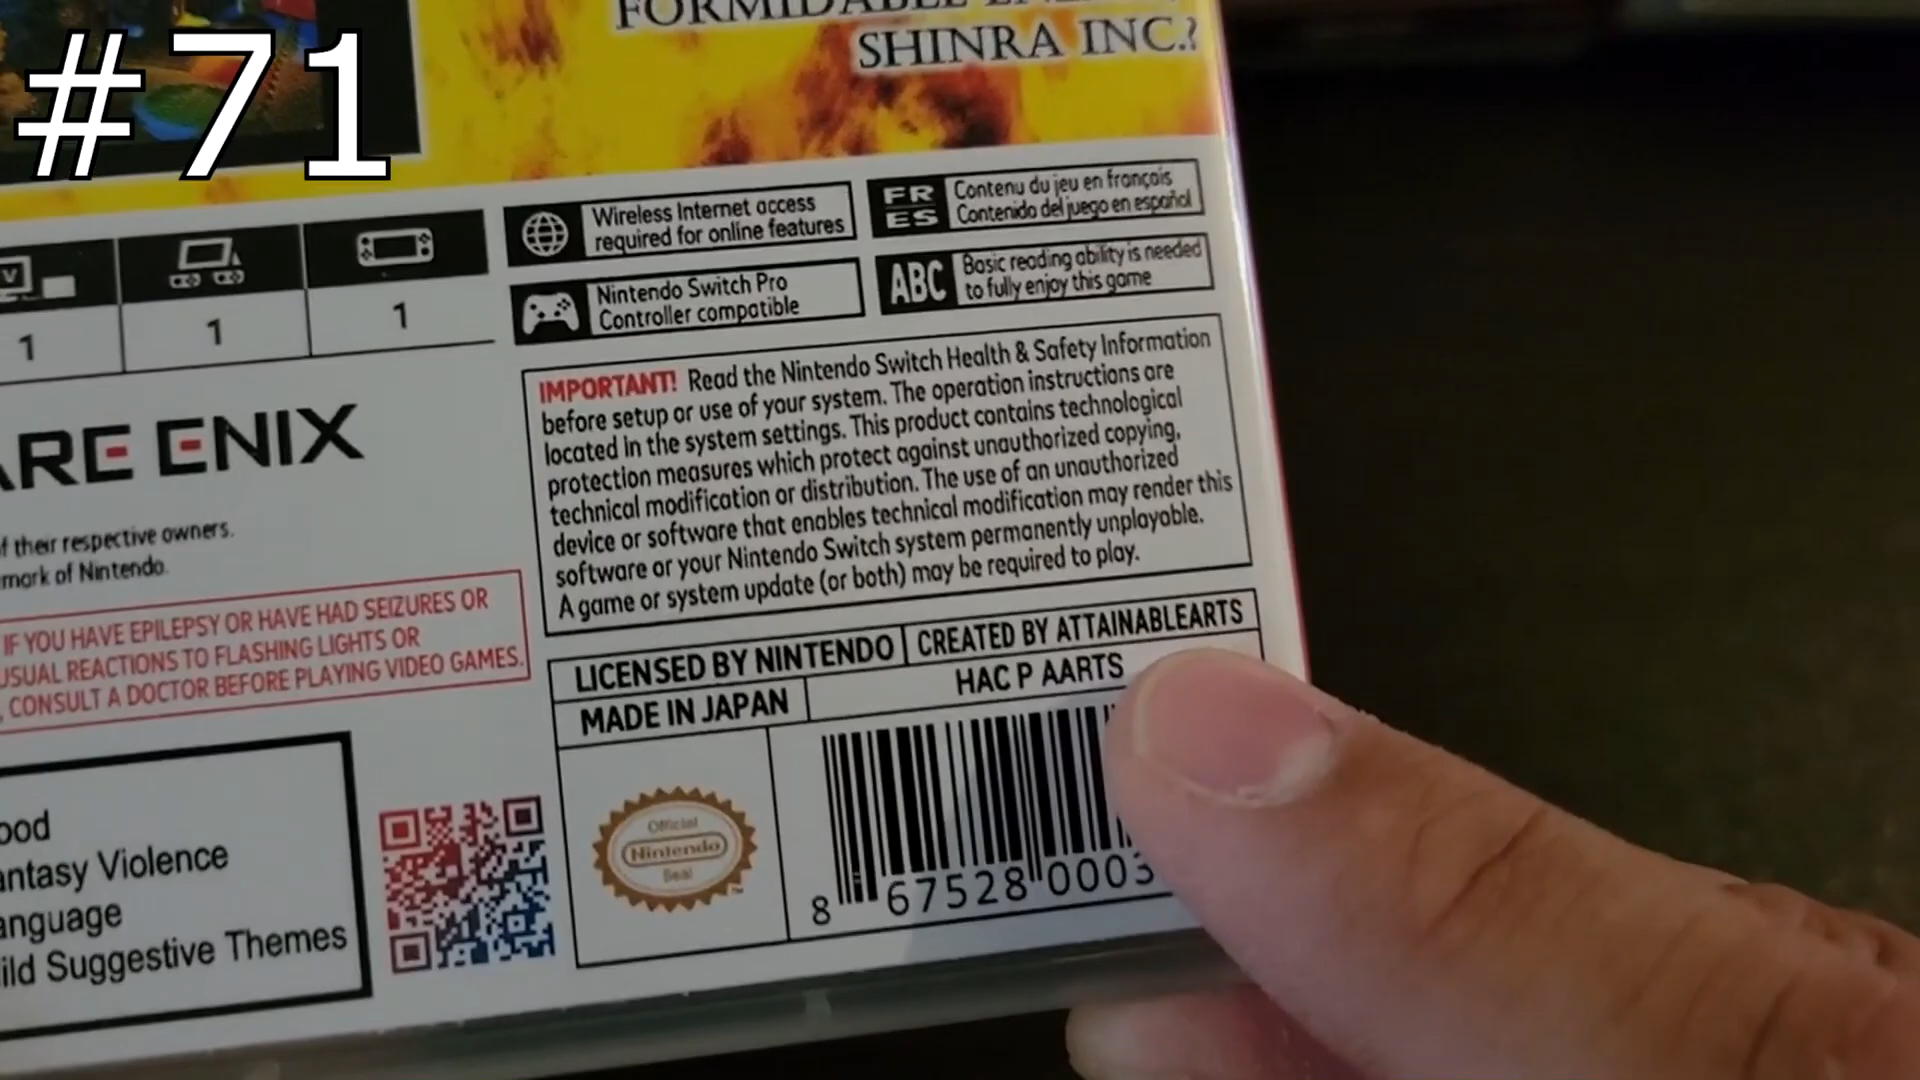 #71
FORMIDABLE
SHINRA INC.?
Wireless Internet access
required for online features
FR
ES
Contenu du jeu en français
Contenido del juego en español
Nintendo Switch Pro
Controller compatible
ABC
Basic reading ability is needed
to fully enjoy this game
V
1
1
1
ARE ENIX
IMPORTANT! Read the Nintendo Switch Health & Safety Information
before setup or use of your system. The operation instructions are
located in the system settings. This product contains technological
protection measures which protect against unauthorized copying,
technical modification or distribution. The use of an unauthorized
device or software that enables technical modification may render this
software or your Nintendo Switch system permanently unplayable.
A game or system update (or both) may be required to play.
f their respective owners.
mark of Nintendo.
IF YOU HAVE EPILEPSY OR HAVE HAD SEIZURES OR
USUAL REACTIONS TO FLASHING LIGHTS OR
, CONSULT A DOCTOR BEFORE PLAYING VIDEO GAMES.
LICENSED BY NINTENDO
CREATED BY ATTAINABLEARTS
MADE IN JAPAN
HAC P AARTS
ood
antasy Violence
anguage
ild Suggestive Themes
Official
Nintendo
Seal
TM
8 67528 0003